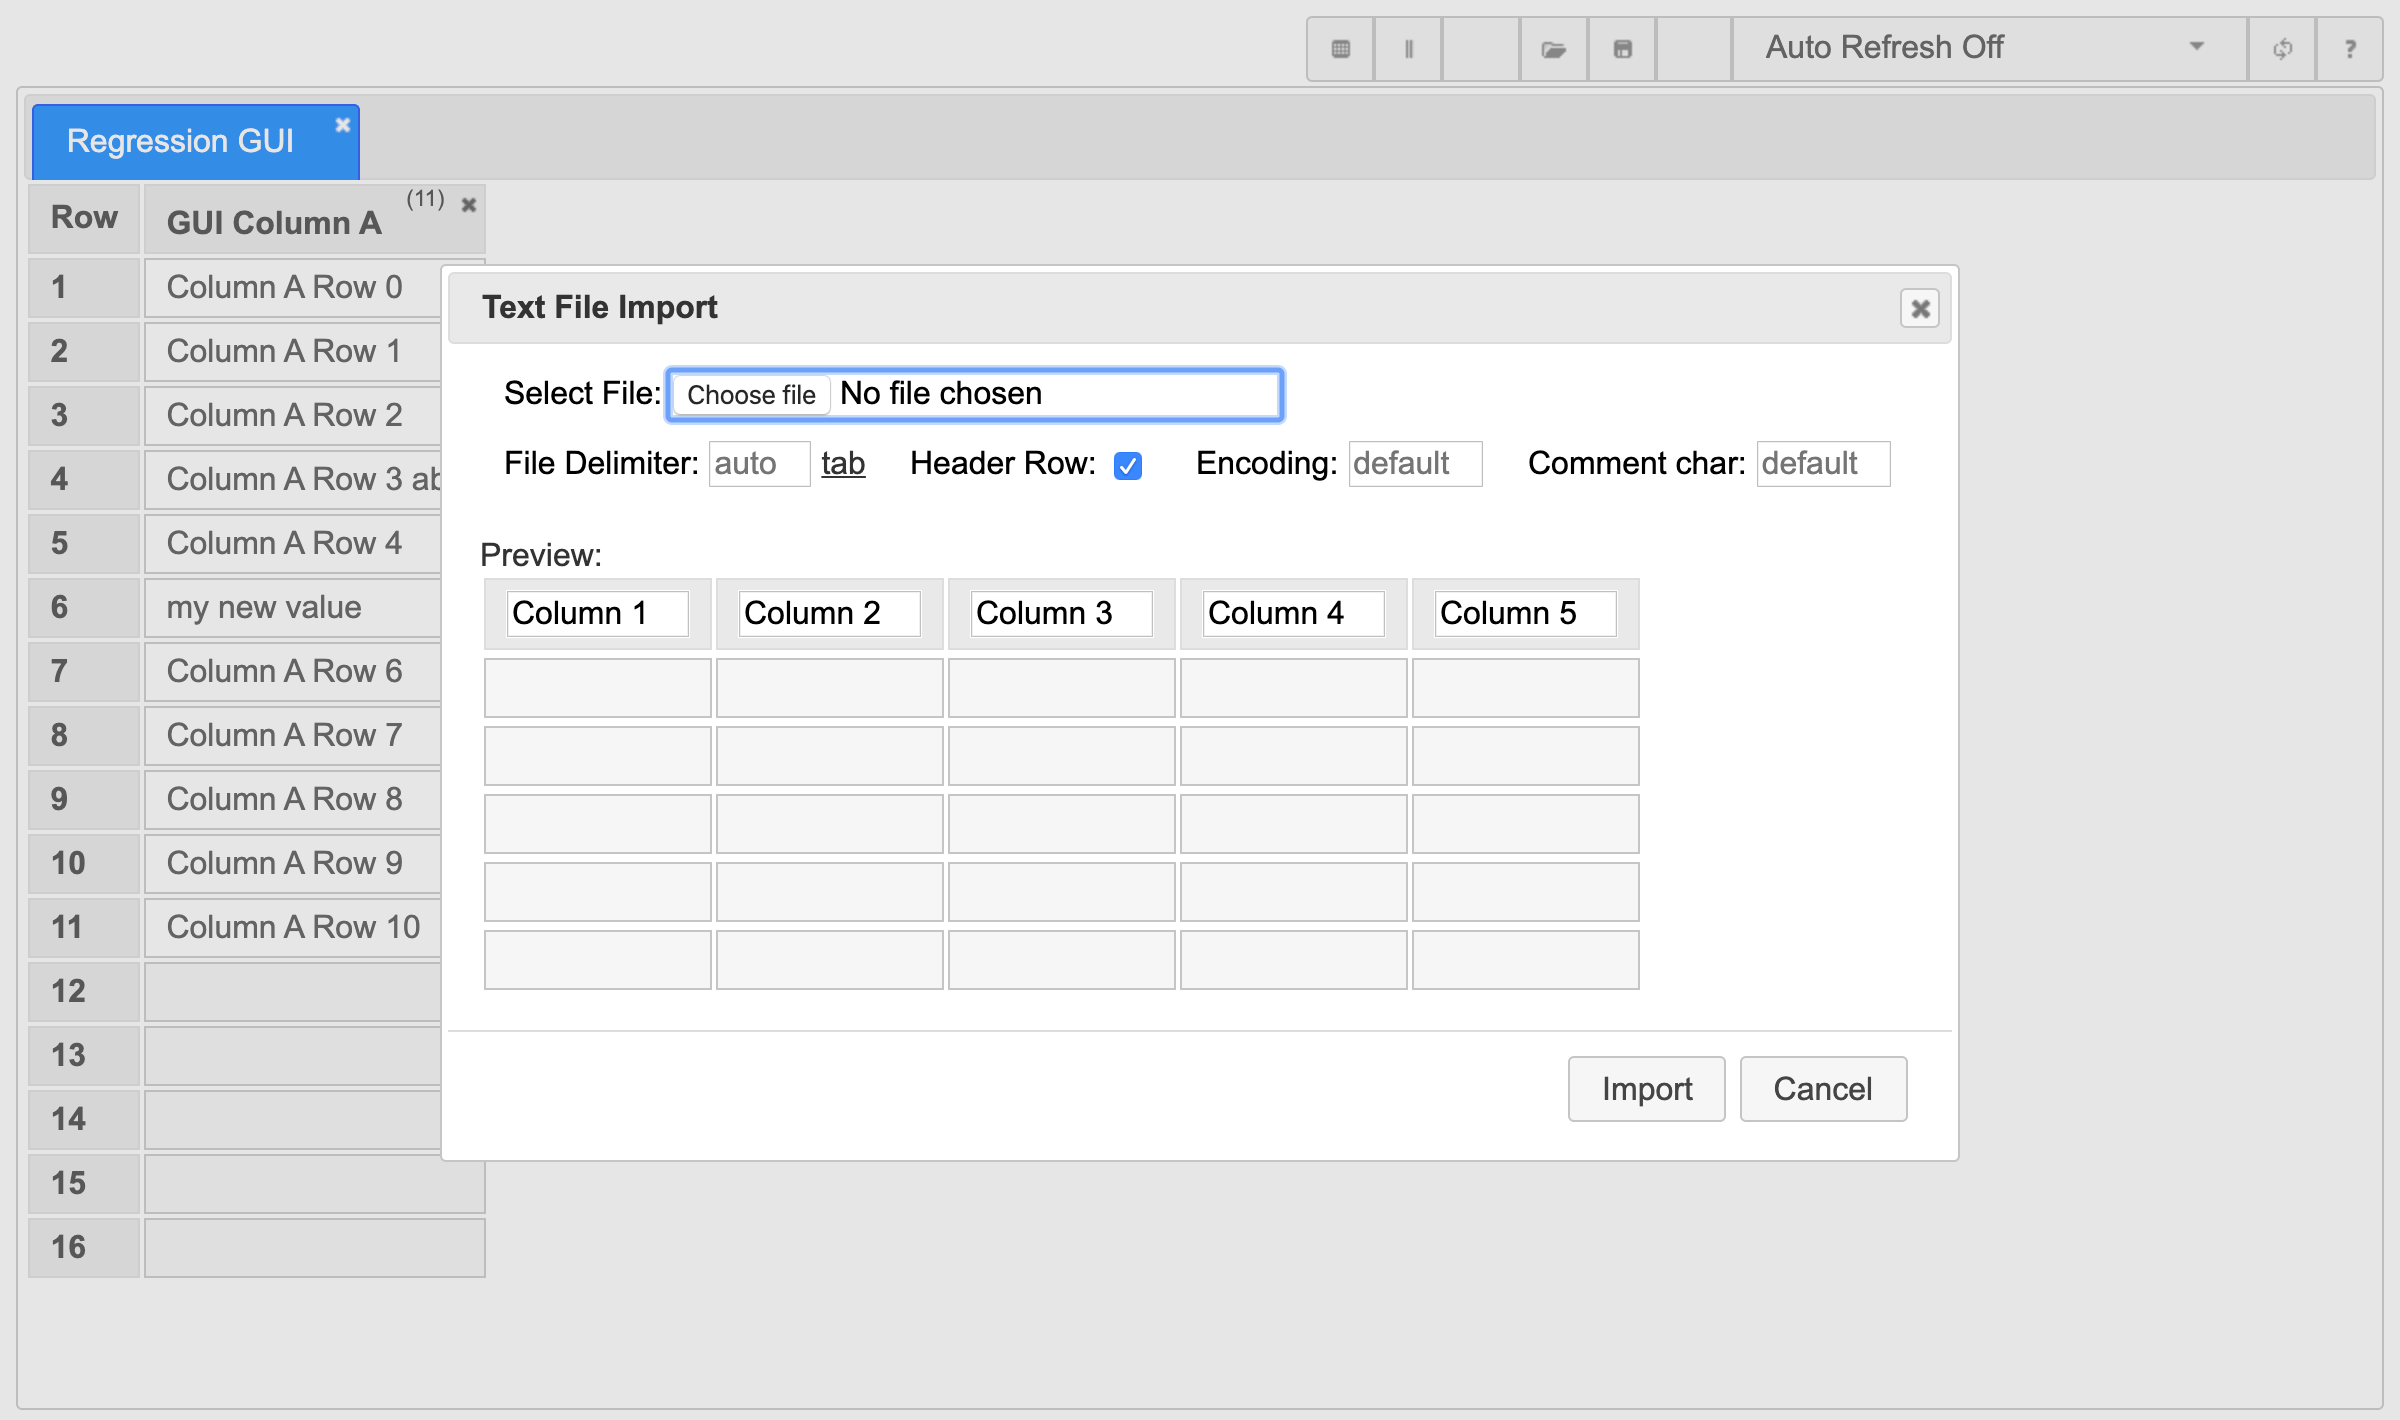 Auto Refresh Off
?
Regression GUI
Row GUI Column A (11)
1 Column A Row 0
2 Column A Row 1
3 Column A Row 2
4 Column A Row 3
5 Column A Row 4
6 my new value
7 Column A Row 6
8 Column A Row 7
9 Column A Row 8
10 Column A Row 9
11 Column A Row 10
12
13
14
15
16
Text File Import
Select File: Choose file No file chosen
File Delimiter: auto tab Header Row: Encoding: default Comment char: default
Preview:
Column 1 Column 2 Column 3 Column 4 Column 5
Import Cancel